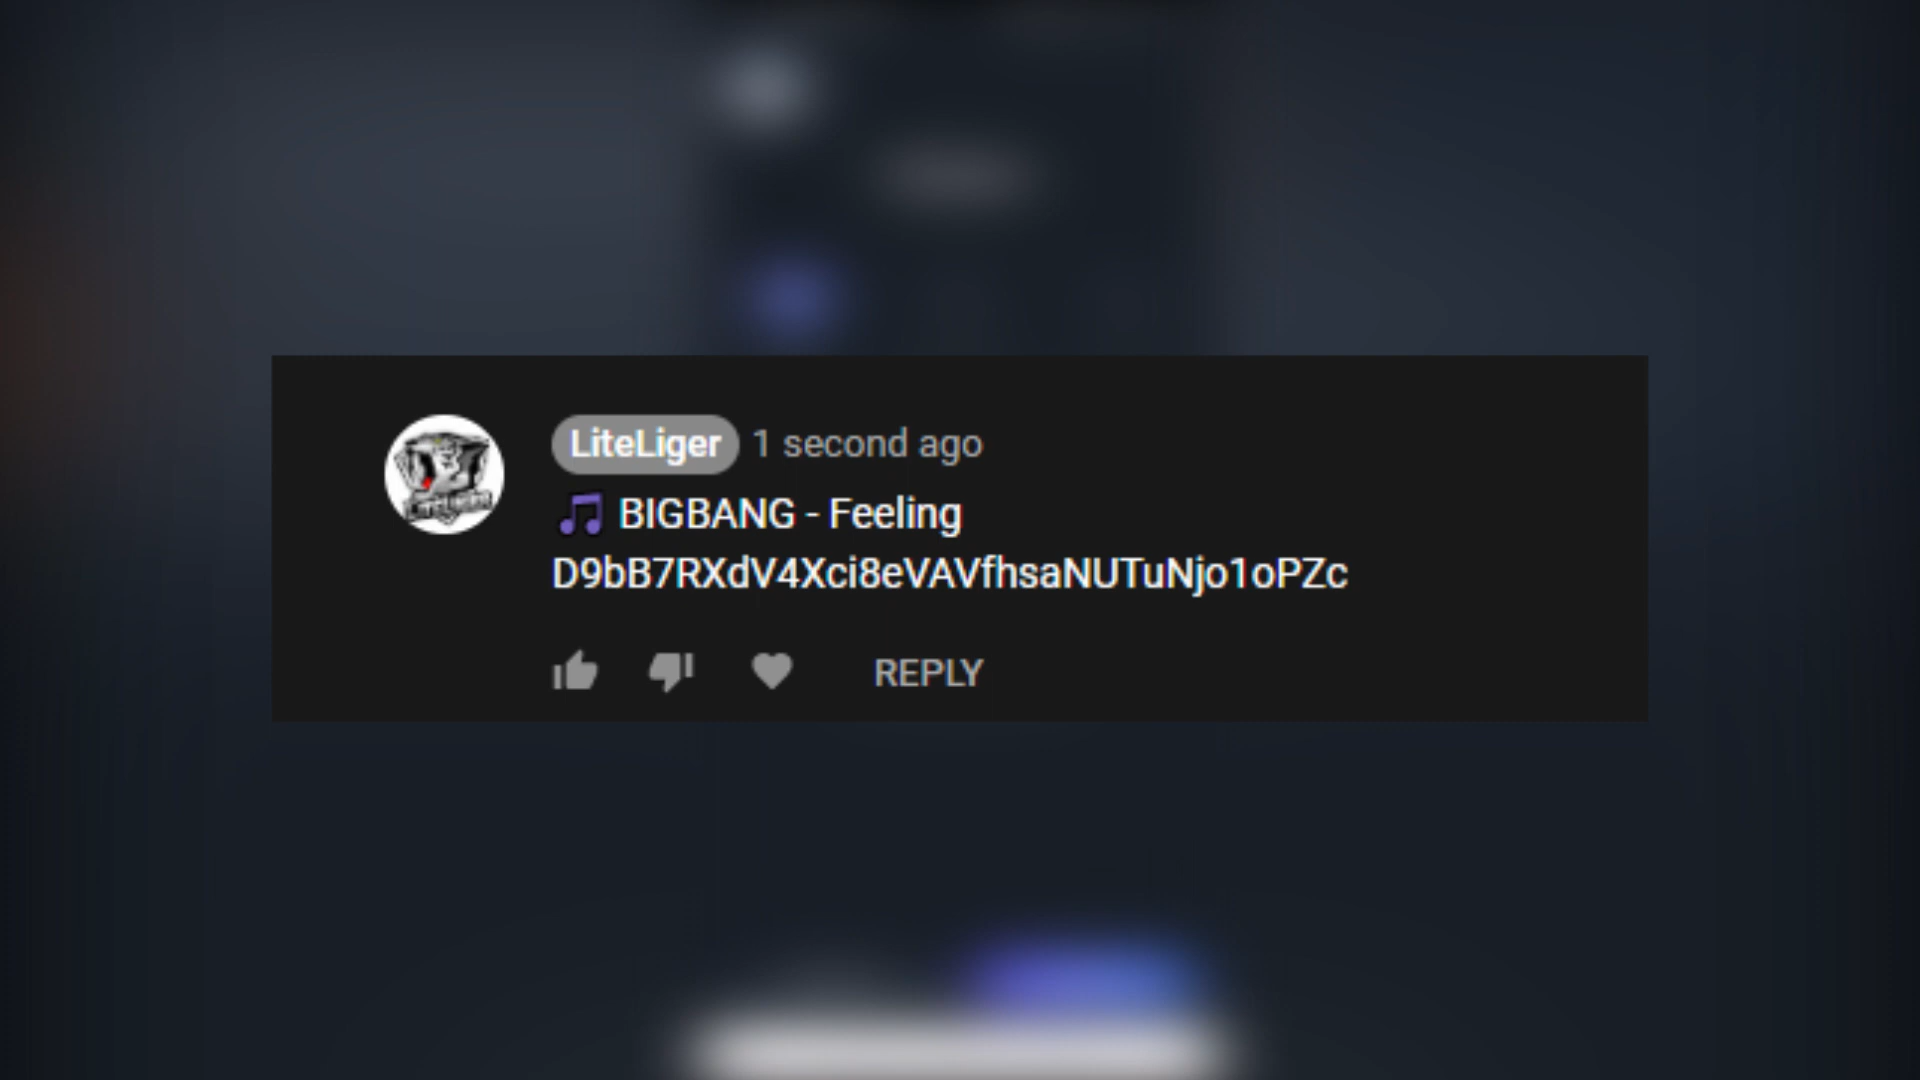 LiteLiger 1 second ago
🎵 BIGBANG - Feeling
D9bB7RXdV4Xci8eVAVfhsaNUTuNjo1oPZc
REPLY